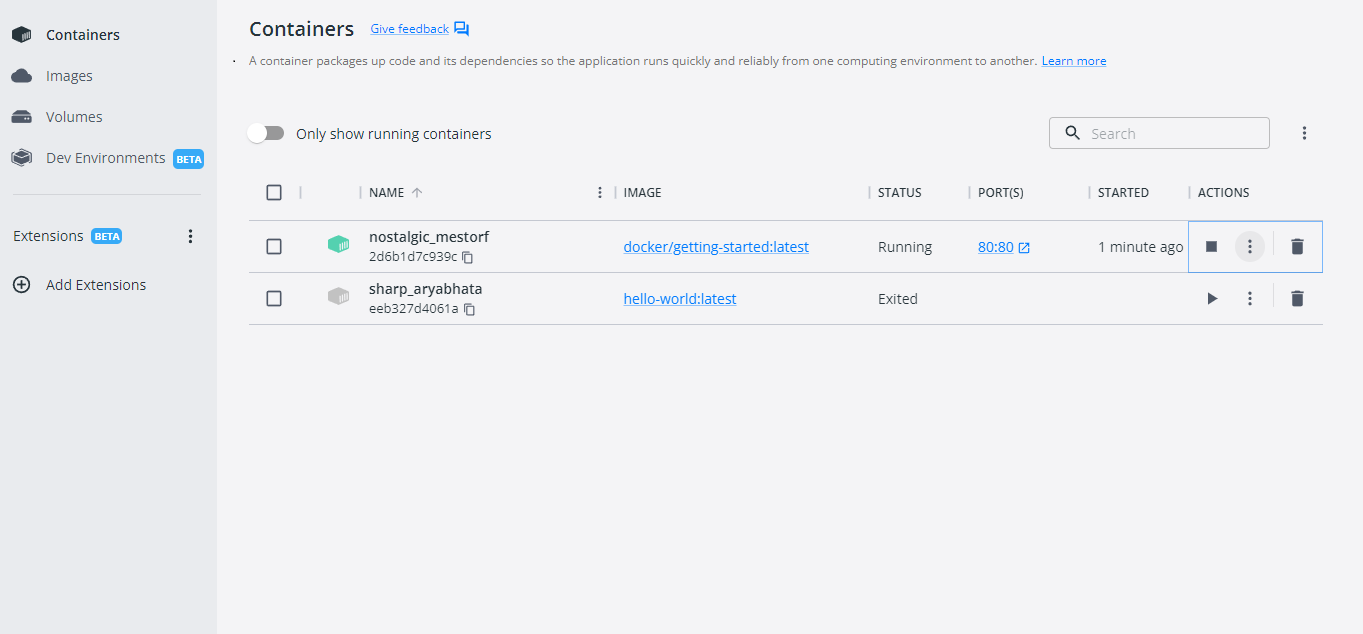 Containers
Images
Volumes
Dev Environments BETA
Extensions BETA
Add Extensions
Containers Give feedback
A container packages up code and its dependencies so the application runs quickly and reliably from one computing environment to another. Learn more
Only show running containers
Search
NAME IMAGE STATUS PORT(S) STARTED ACTIONS
nostalgic_mestorf
2d6b1d7c939c
docker/getting-started:latest Running 80:80 1 minute ago
sharp_aryabhata
eeb327d4061a
hello-world:latest Exited